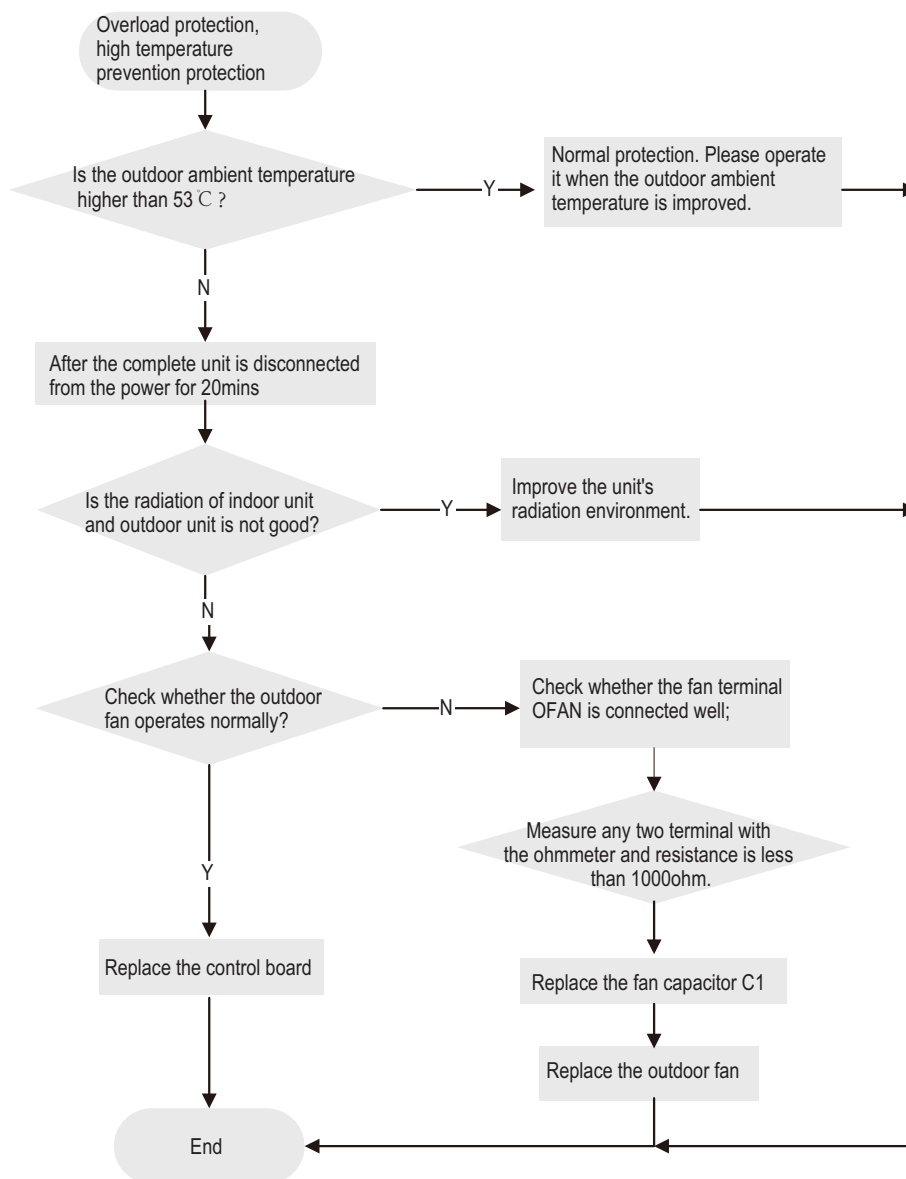 Overload protection,
high temperature
prevention protection
Is the outdoor ambient temperature
higher than 53℃ ?
Y
Normal protection. Please operate
it when the outdoor ambient
temperature is improved.
N
After the complete unit is disconnected
from the power for 20mins
Is the radiation of indoor unit
and outdoor unit is not good?
Y
Improve the unit's
radiation environment.
N
Check whether the outdoor
fan operates normally?
N
Check whether the fan terminal
OFAN is connected well;
Measure any two terminal with
the ohmmeter and resistance is less
than 1000ohm.
Y
Replace the control board
Replace the fan capacitor C1
Replace the outdoor fan
End